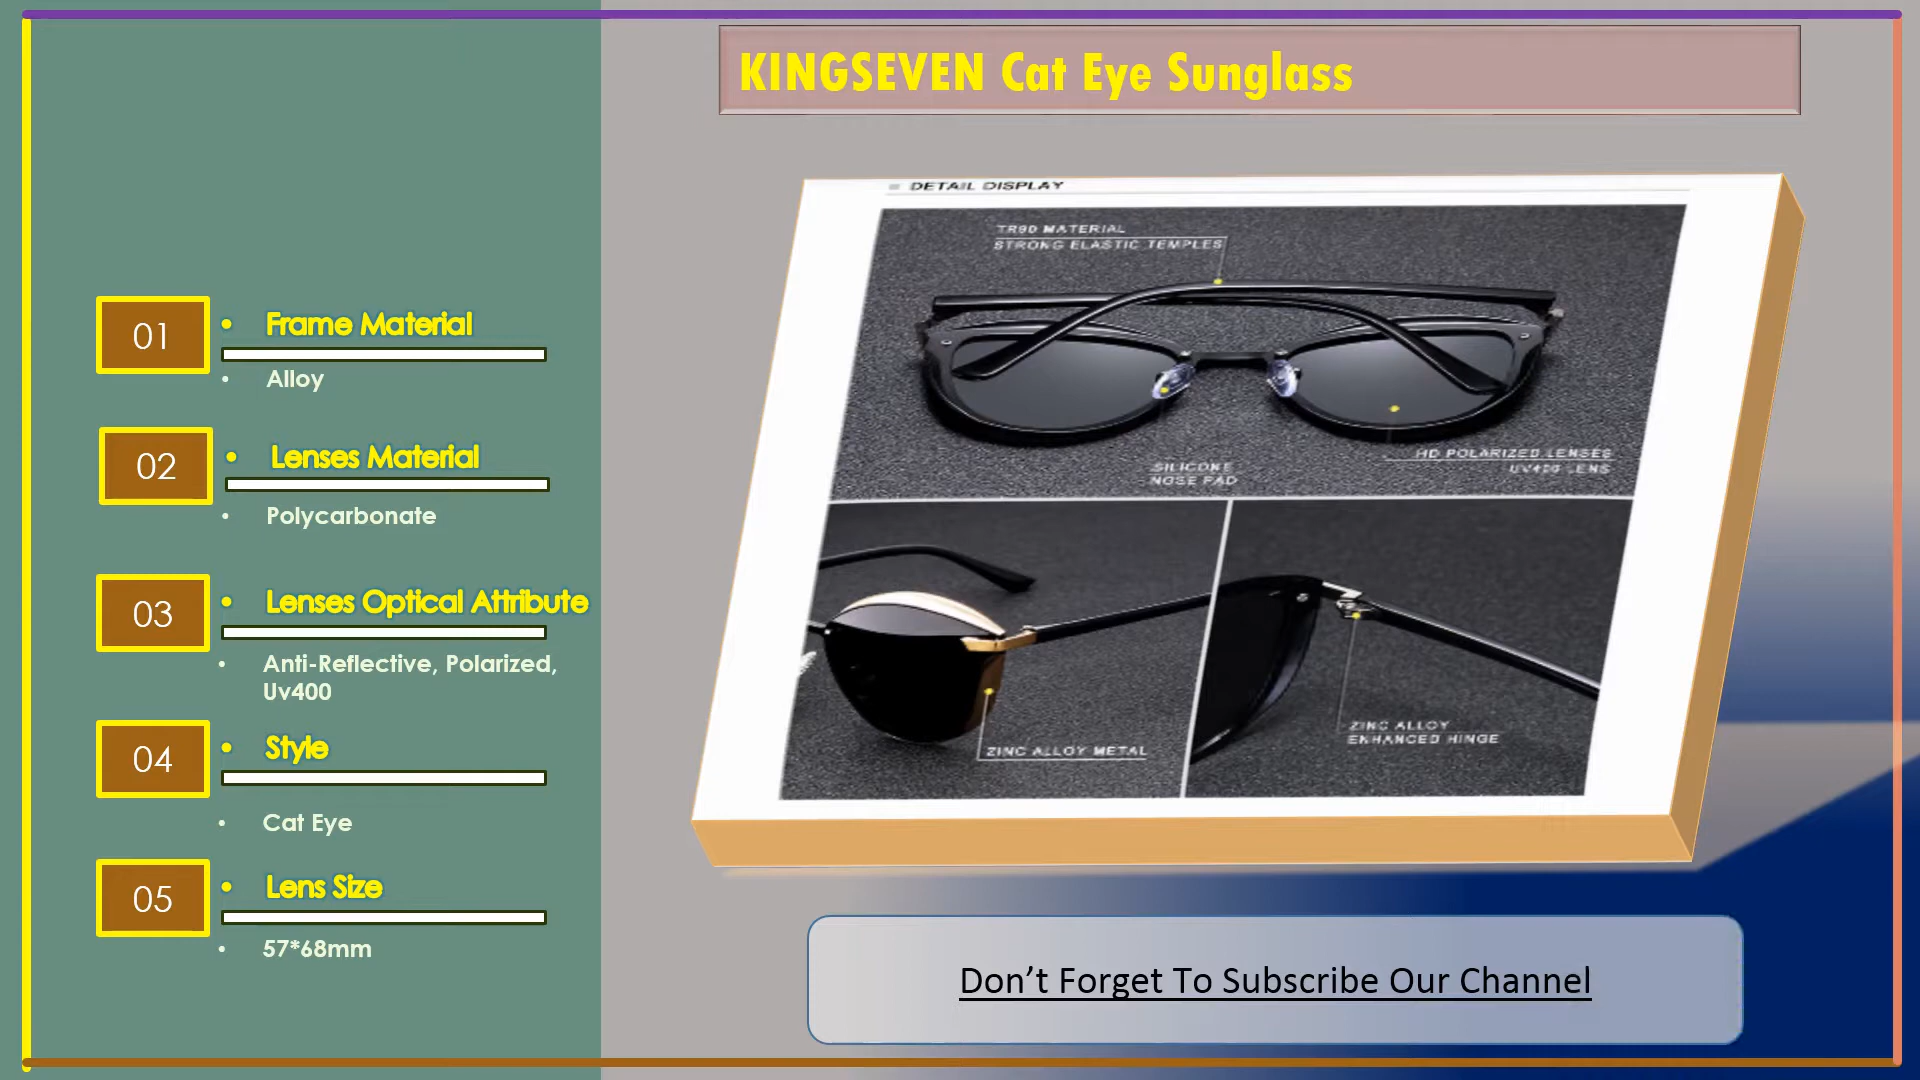 KINGSEVEN Cat Eye Sunglass
01
• Frame Material
• Alloy
02
• Lenses Material
• Polycarbonate
03
• Lenses Optical Attribute
• Anti-Reflective, Polarized,
Uv400
04
• Style
• Cat Eye
05
• Lens Size
• 57*68mm
DETAIL DISPLAY
TR90 MATERIAL
STRONG ELASTIC TEMPLES
SILICONE
NOSE PAD
HD POLARIZED LENSES
UV400 LENS
ZINC ALLOY METAL
ZINC ALLOY
ENHANCED HINGE
Don’t Forget To Subscribe Our Channel